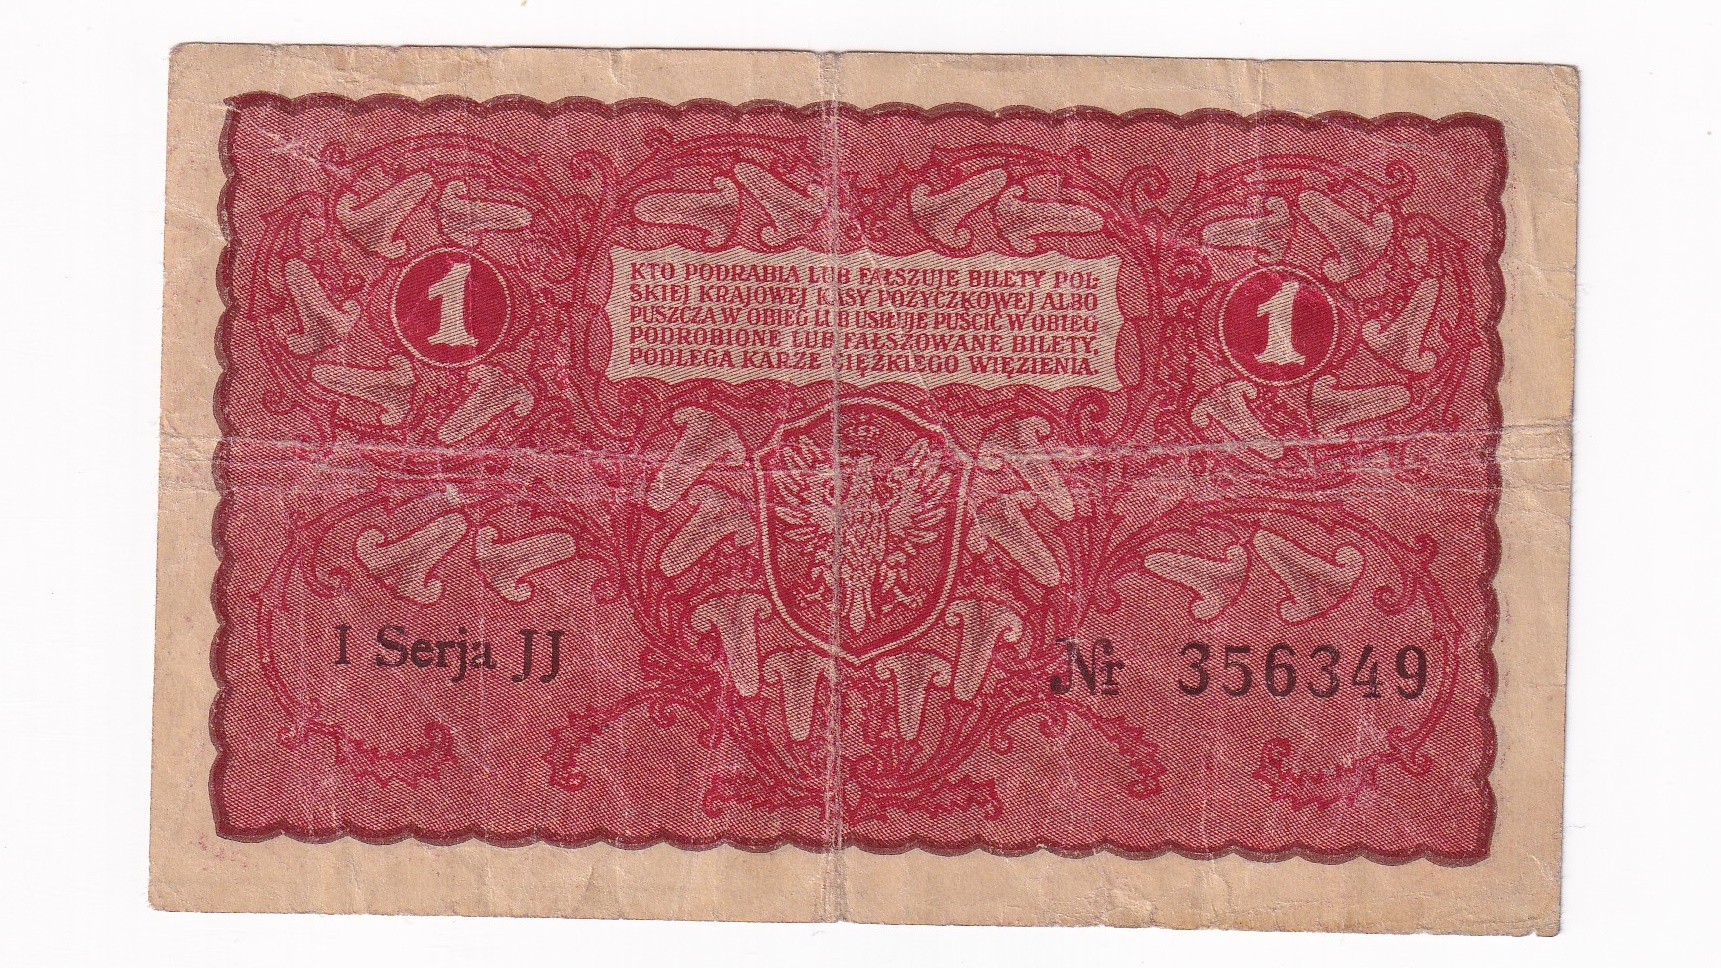 1
KTO PODRABIA LUB FAŁSZUJE BILETY POL-
SKIEJ KRAJOWEJ KASY POŻYCZKOWEJ ALBO
PUSZCZA W OBIEG LUB USIŁUJE PUŚCIĆ W OBIEG
PODROBIONE LUB FAŁSZOWANE BILETY,
PODLEGA KARZE CIĘŻKIEGO WIĘZIENIA.
1
I Serja JJ
Nr 356349